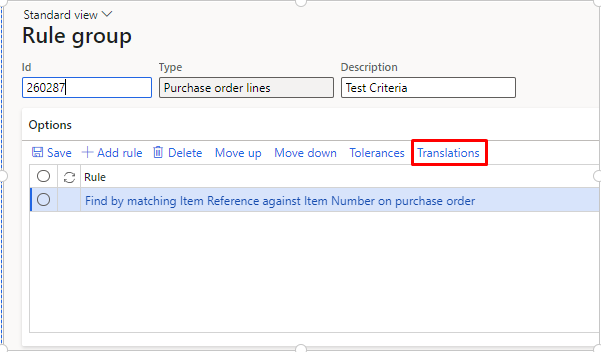 Standard view
Rule group
Id
Type
Description
260287
Purchase order lines
Test Criteria
Options
Save
Add rule
Delete
Move up
Move down
Tolerances
Translations
Rule
Find by matching Item Reference against Item Number on purchase order